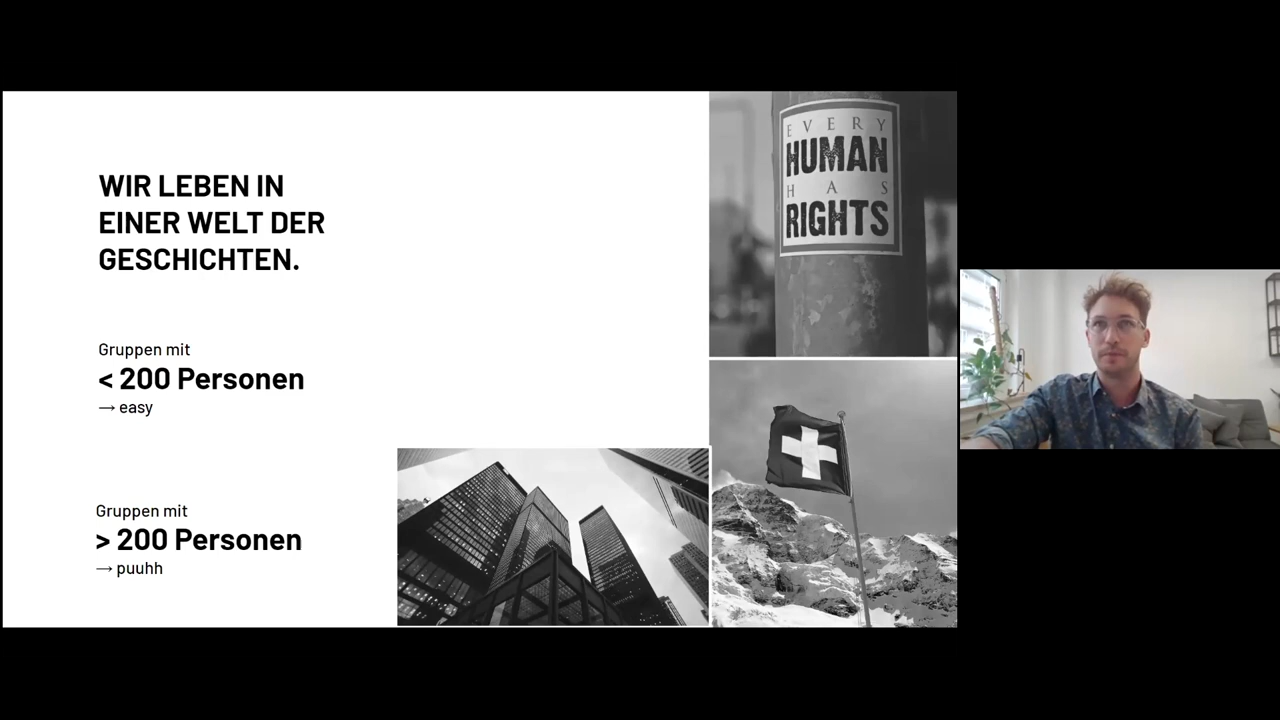 WIR LEBEN IN
EINER WELT DER
GESCHICHTEN.
Gruppen mit
< 200 Personen
→ easy
Gruppen mit
> 200 Personen
→ puuhh
EVERY
HUMAN
HAS
RIGHTS